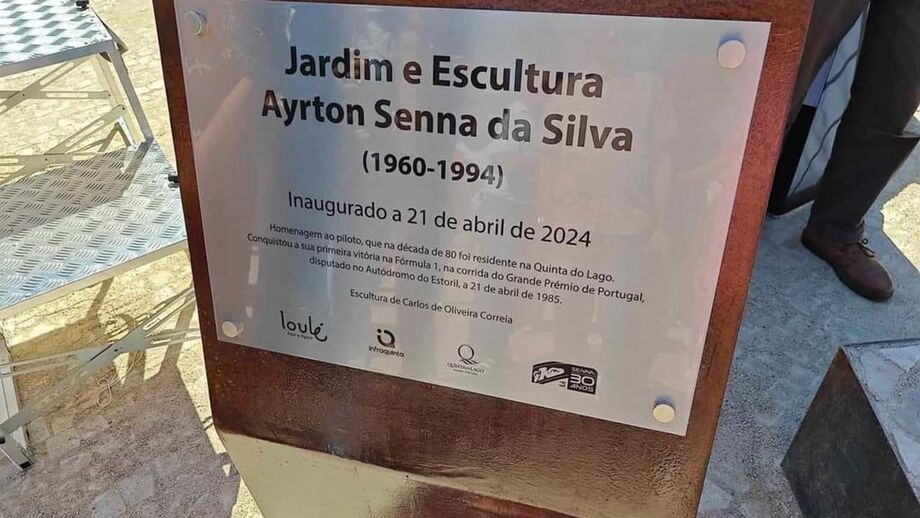 Jardim e Escultura
Ayrton Senna da Silva
(1960-1994)
Inaugurado a 21 de abril de 2024
Homenagem ao piloto, que na década de 80 foi residente na Quinta do Lago.
Conquistou a sua primeira vitória na Fórmula 1, na corrida do Grande Prémio de Portugal,
disputado no Autódromo do Estoril, a 21 de abril de 1985.
Escultura de Carlos de Oliveira Correia
loulé
infraquinta
QUINTA DO LAGO
SENNA
30
ANOS